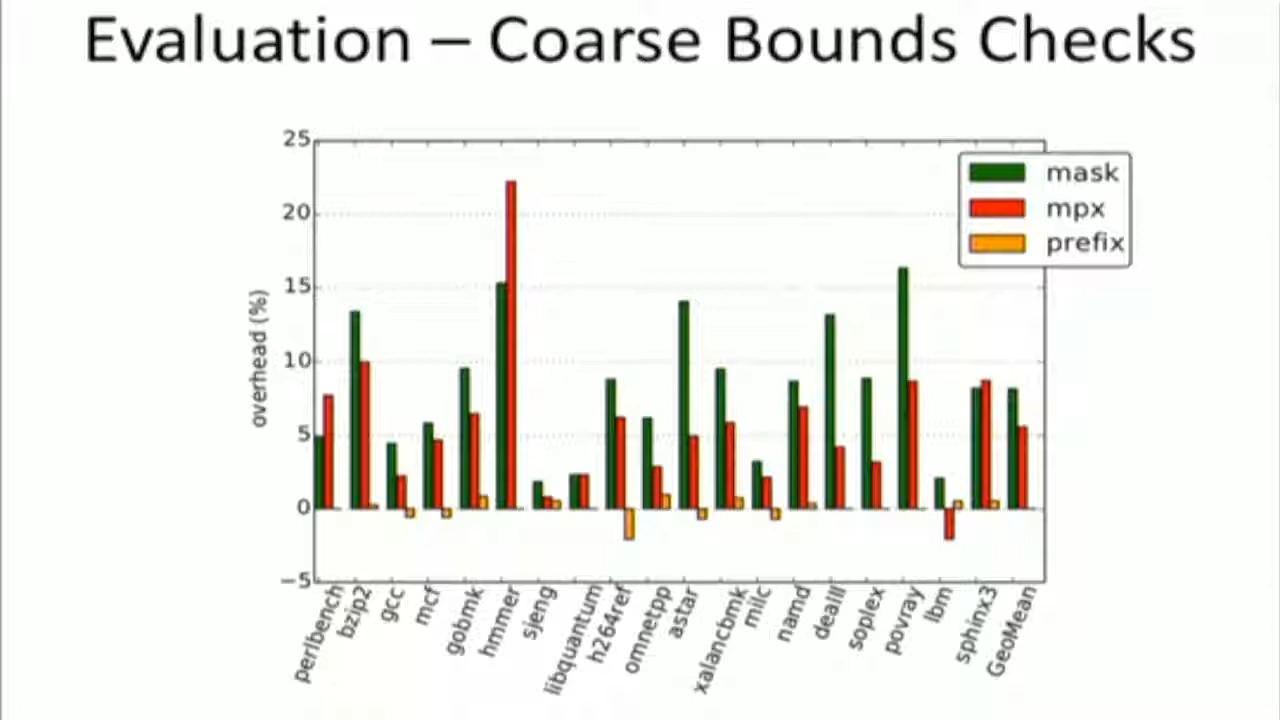 Evaluation – Coarse Bounds Checks
25
20
15
10
5
0
−5
overhead (%)
mask
mpx
prefix
perlbench
bzip2
gcc
mcf
gobmk
hmmer
sjeng
libquantum
h264ref
omnetpp
astar
xalancbmk
milc
namd
dealII
soplex
povray
lbm
sphinx3
GeoMean